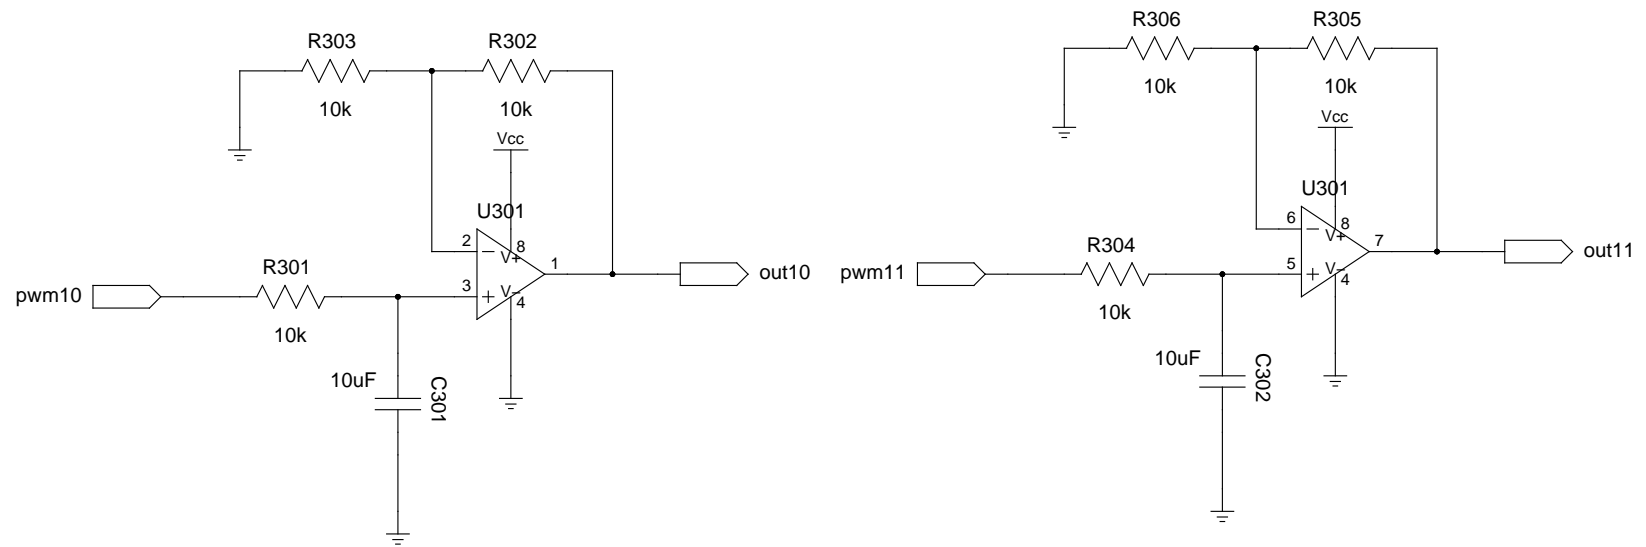 R303
R302
10k
10k
Vcc
U301
2
8
V+
1
out10
R301
3
V-
4
pwm10
10k
10uF
C301
R306
R305
10k
10k
Vcc
U301
6
8
V+
7
out11
R304
5
V-
4
pwm11
10k
10uF
C302